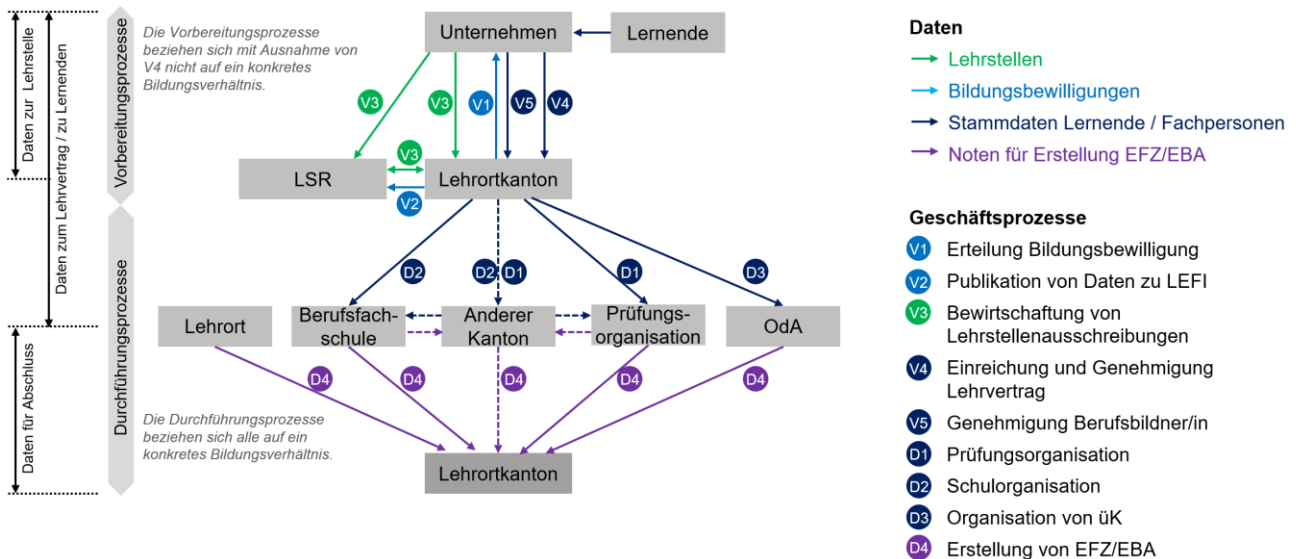 Daten zur Lehrstelle
Daten zum Lehrvertrag / zu Lernenden
Daten für Abschluss
Vorbereitungsprozesse
Durchführungsprozesse
Die Vorbereitungsprozesse
beziehen sich mit Ausnahme von
V4 nicht auf ein konkretes
Bildungsverhältnis.
Unternehmen
Lernende
V3
V3
V1
V5
V4
LSR
V3
V2
Lehrortkanton
D2
D2
D1
D1
D3
Lehrort
Berufsfach-
schule
Anderer
Kanton
Prüfungs-
organisation
OdA
D4
D4
D4
D4
D4
Die Durchführungsprozesse
beziehen sich alle auf ein
konkretes Bildungsverhältnis.
Lehrortkanton
Daten
Lehrstellen
Bildungsbewilligungen
Stammdaten Lernende / Fachpersonen
Noten für Erstellung EFZ/EBA
Geschäftsprozesse
V1 Erteilung Bildungsbewilligung
V2 Publikation von Daten zu LEFI
V3 Bewirtschaftung von
Lehrstellenausschreibungen
V4 Einreichung und Genehmigung
Lehrvertrag
V5 Genehmigung Berufsbildner/in
D1 Prüfungsorganisation
D2 Schulorganisation
D3 Organisation von üK
D4 Erstellung von EFZ/EBA